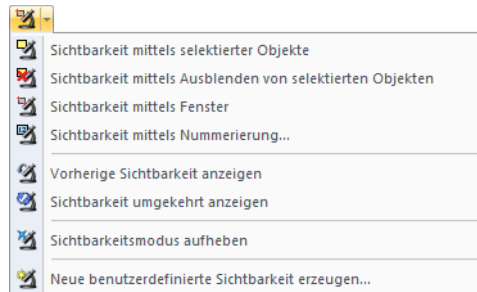 Sichtbarkeit mittels selektierter Objekte
Sichtbarkeit mittels Ausblenden von selektierten Objekten
Sichtbarkeit mittels Fenster
Sichtbarkeit mittels Nummerierung...
Vorherige Sichtbarkeit anzeigen
Sichtbarkeit umgekehrt anzeigen
Sichtbarkeitsmodus aufheben
Neue benutzerdefinierte Sichtbarkeit erzeugen...